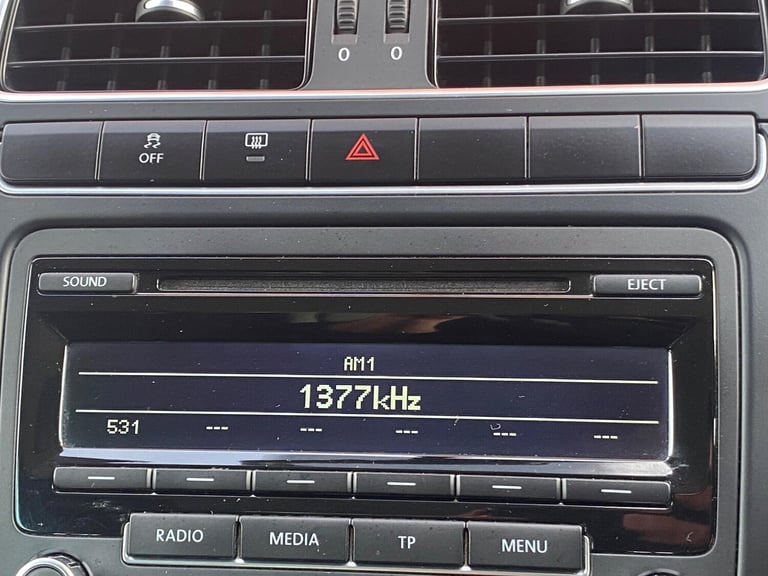 0 0
OFF
SOUND EJECT
AM1
1377kHz
531 --- --- --- --- ---
RADIO MEDIA TP MENU